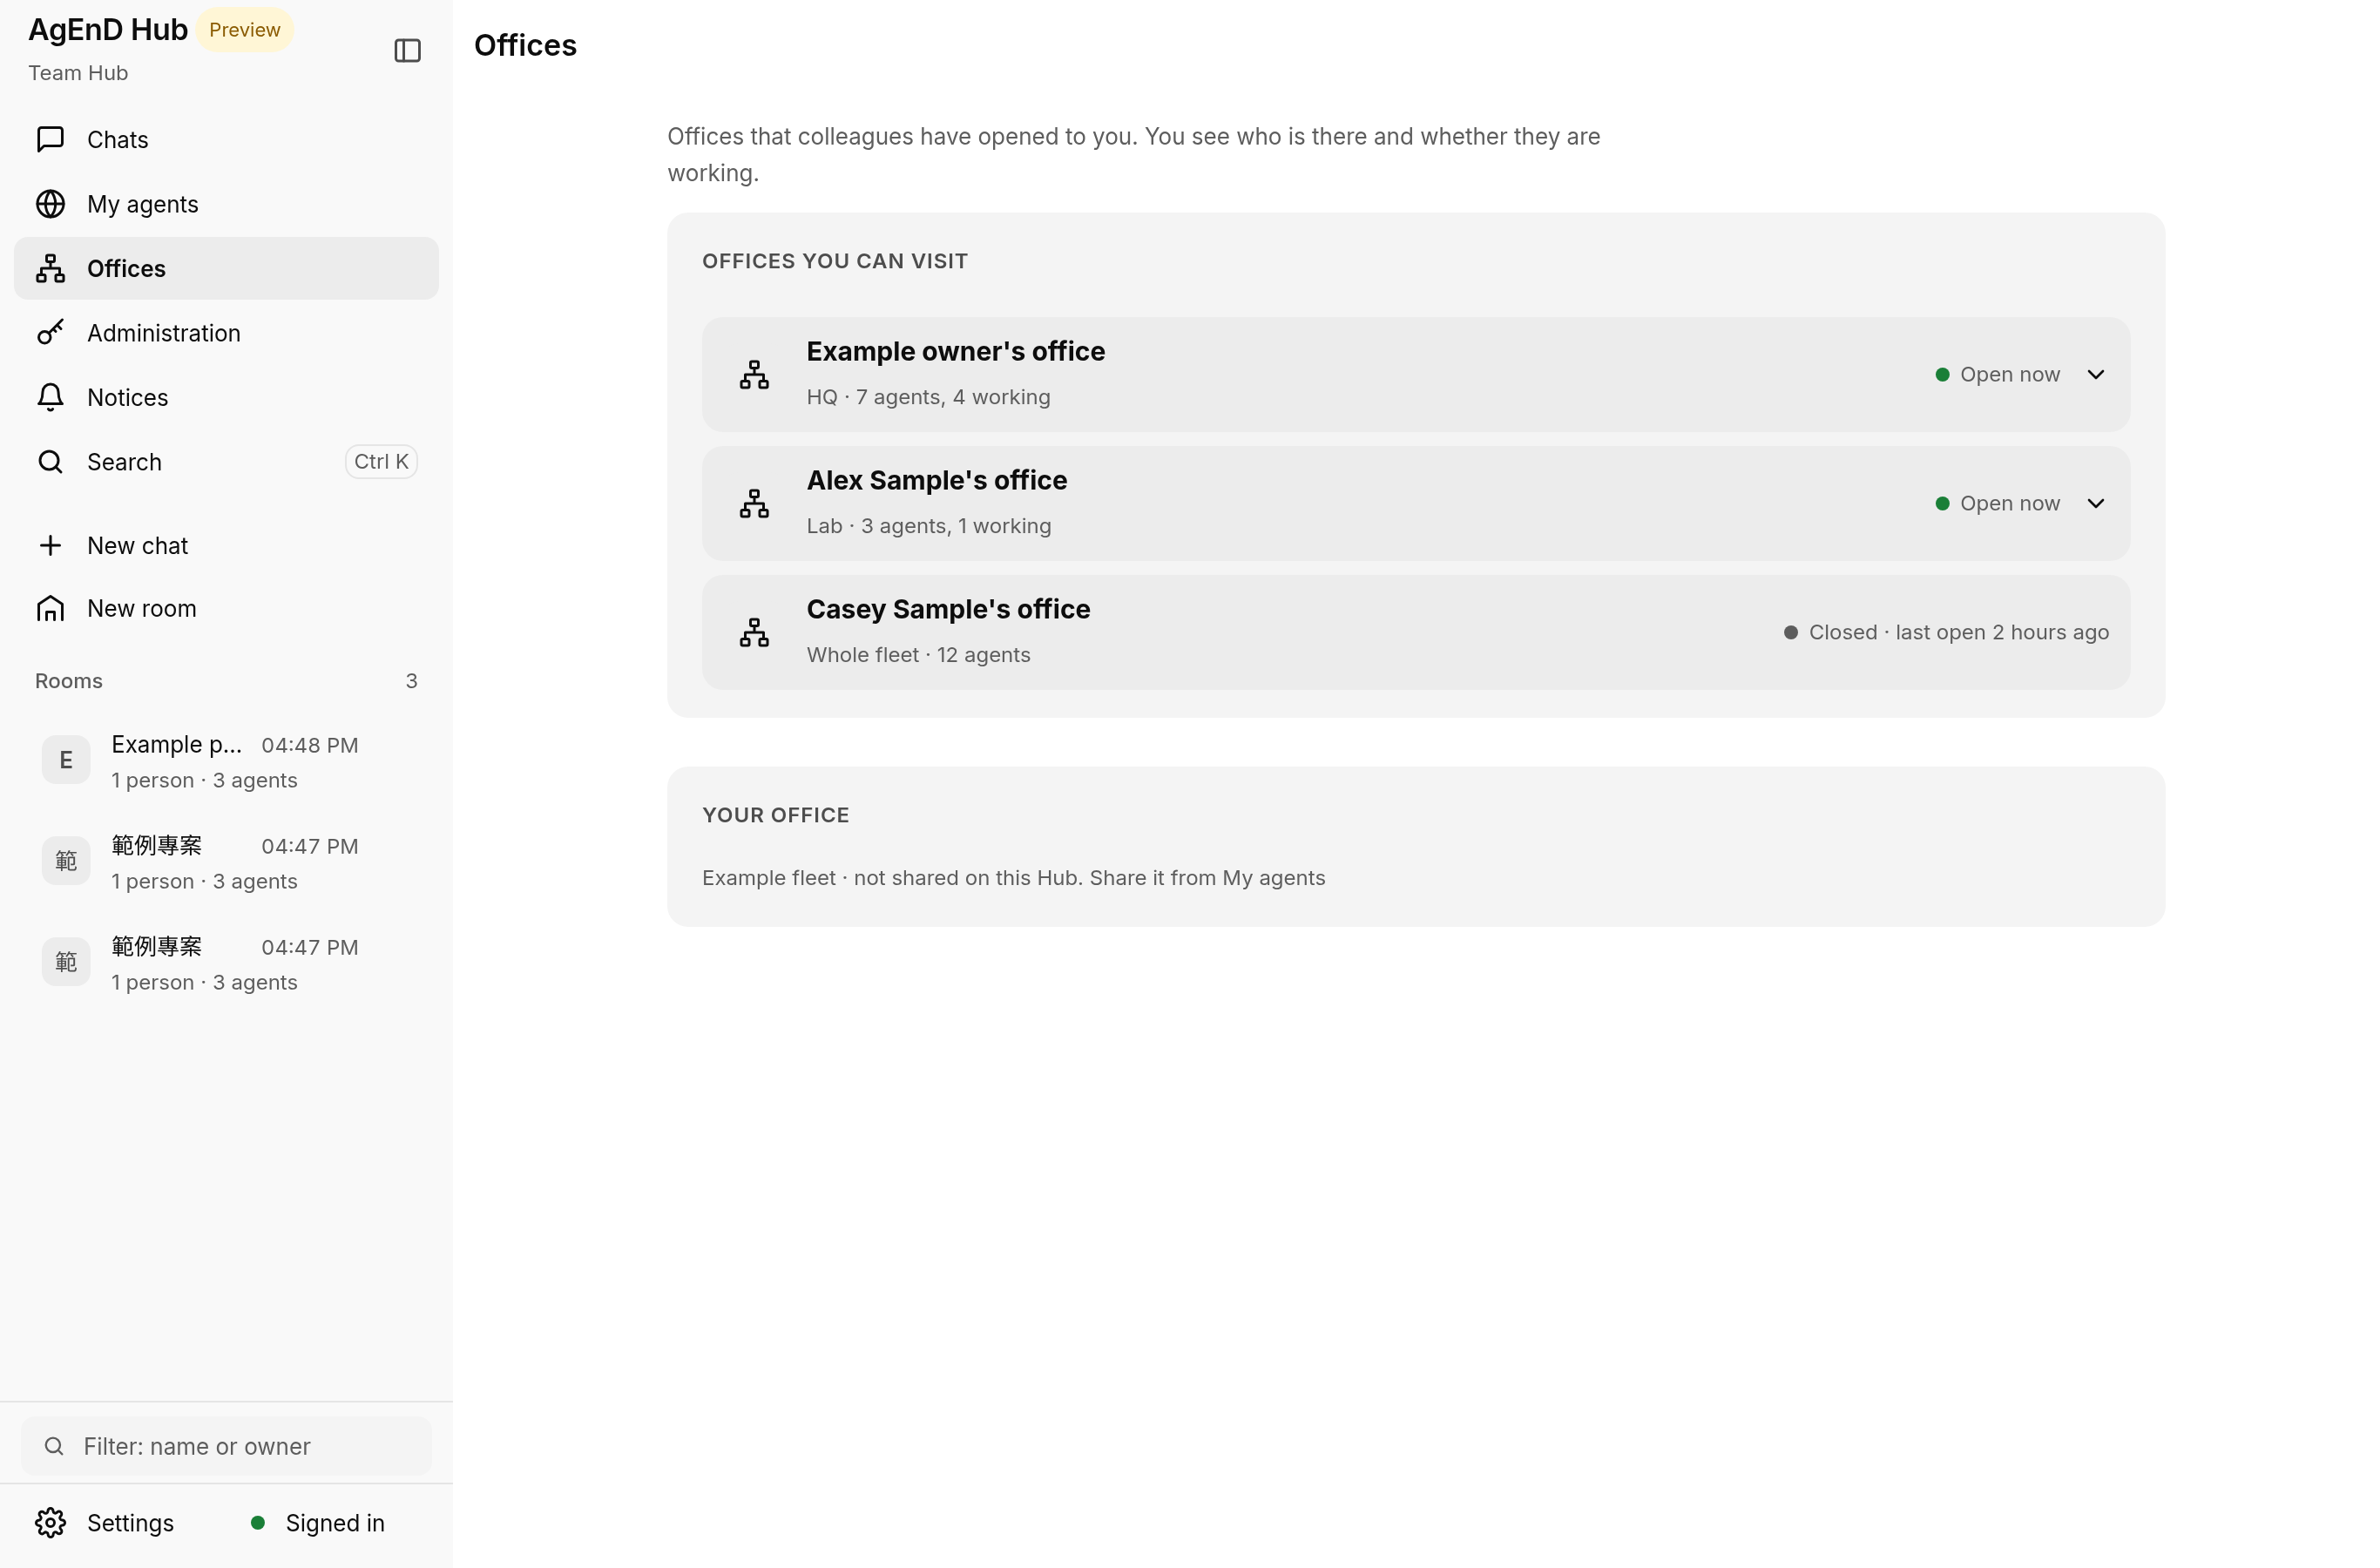 AgEnD Hub Preview
Team Hub
Chats
My agents
Offices
Administration
Notices
Search Ctrl K
New chat
New room
Rooms 3
E Example p... 04:48 PM
1 person · 3 agents
範 範例專案 04:47 PM
1 person · 3 agents
範 範例專案 04:47 PM
1 person · 3 agents
Filter: name or owner
Settings Signed in
Offices
Offices that colleagues have opened to you. You see who is there and whether they are
working.
OFFICES YOU CAN VISIT
Example owner's office
HQ · 7 agents, 4 working
Open now
Alex Sample's office
Lab · 3 agents, 1 working
Open now
Casey Sample's office
Whole fleet · 12 agents
Closed · last open 2 hours ago
YOUR OFFICE
Example fleet · not shared on this Hub. Share it from My agents